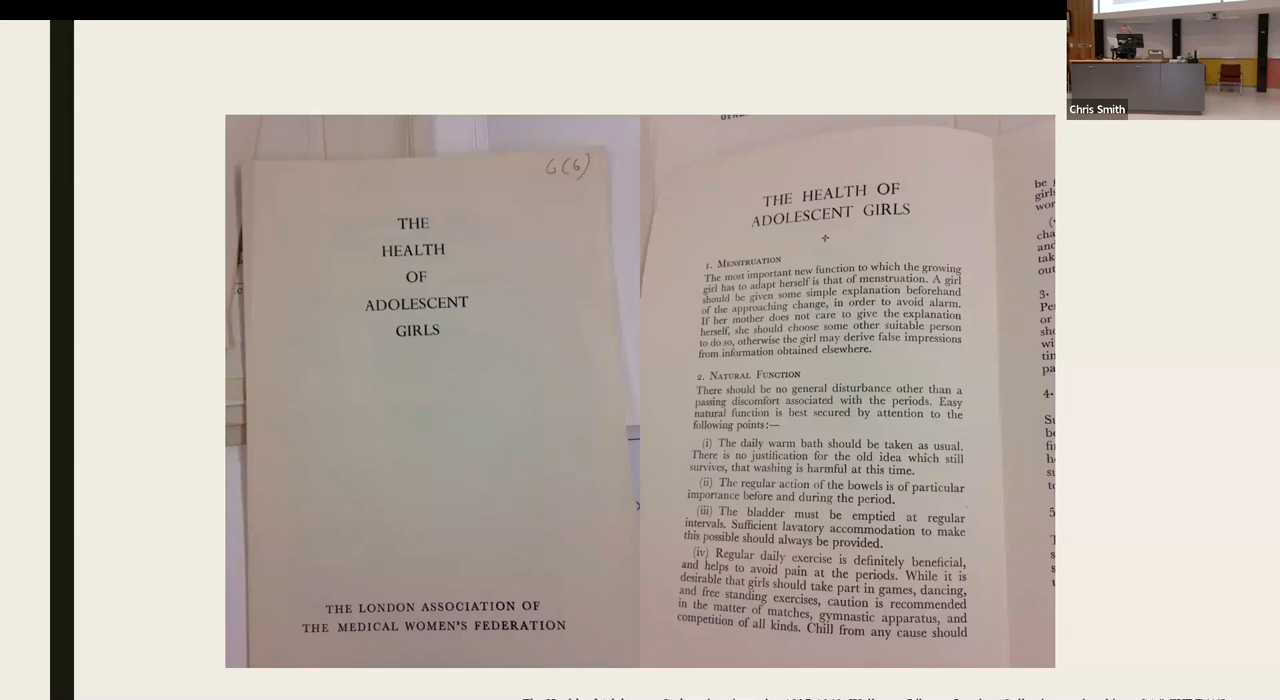 Chris Smith
6(6)
THE
HEALTH
OF
ADOLESCENT
GIRLS
THE LONDON ASSOCIATION OF
THE MEDICAL WOMEN'S FEDERATION
THE HEALTH OF
ADOLESCENT GIRLS
1. MENSTRUATION
The most important new function to which the growing
girl has to adapt herself is that of menstruation. A girl
should be given some simple explanation beforehand
of the approaching change, in order to avoid alarm.
If her mother does not care to give the explanation
herself, she should choose some other suitable person
to do so, otherwise the girl may derive false impressions
from information obtained elsewhere.
2. NATURAL FUNCTION
There should be no general disturbance other than a
passing discomfort associated with the periods. Easy
natural function is best secured by attention to the
following points:—
(i) The daily warm bath should be taken as usual.
There is no justification for the old idea which still
survives, that washing is harmful at this time.
(ii) The regular action of the bowels is of particular
importance before and during the period.
(iii) The bladder must be emptied at regular
intervals. Sufficient lavatory accommodation to make
this possible should always be provided.
(iv) Regular daily exercise is definitely beneficial,
and helps to avoid pain at the periods. While it is
desirable that girls should take part in games, dancing,
and free standing exercises, caution is recommended
in the matter of matches, gymnastic apparatus, and
competition of all kinds. Chill from any cause should
be
3.
4.
5